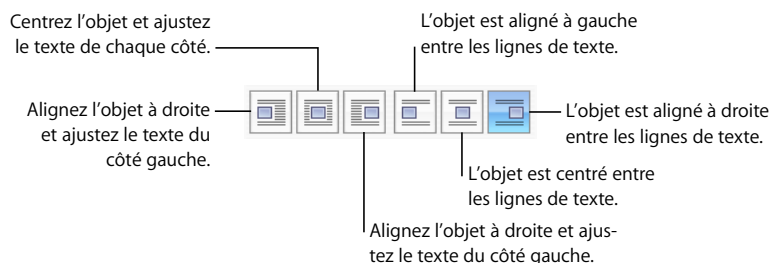 Centrez l'objet et ajustez
le texte de chaque côté.
L'objet est aligné à gauche
entre les lignes de texte.
Alignez l'objet à droite
et ajustez le texte du
côté gauche.
L'objet est aligné à droite
entre les lignes de texte.
L'objet est centré entre
les lignes de texte.
Alignez l'objet à droite et ajus-
tez le texte du côté gauche.